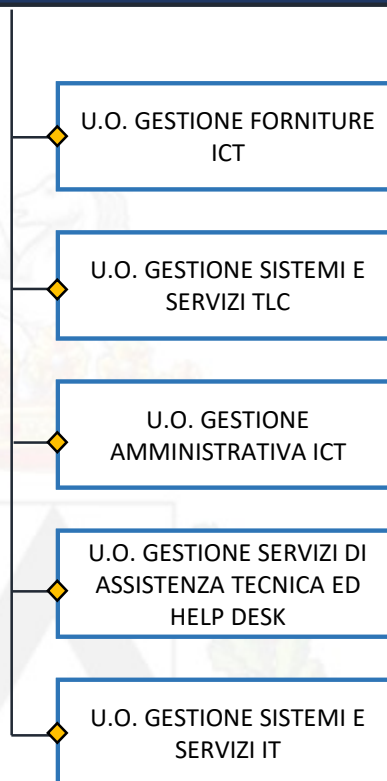 U.O. GESTIONE FORNITURE
ICT
U.O. GESTIONE SISTEMI E
SERVIZI TLC
U.O. GESTIONE
AMMINISTRATIVA ICT
U.O. GESTIONE SERVIZI DI
ASSISTENZA TECNICA ED
HELP DESK
U.O. GESTIONE SISTEMI E
SERVIZI IT